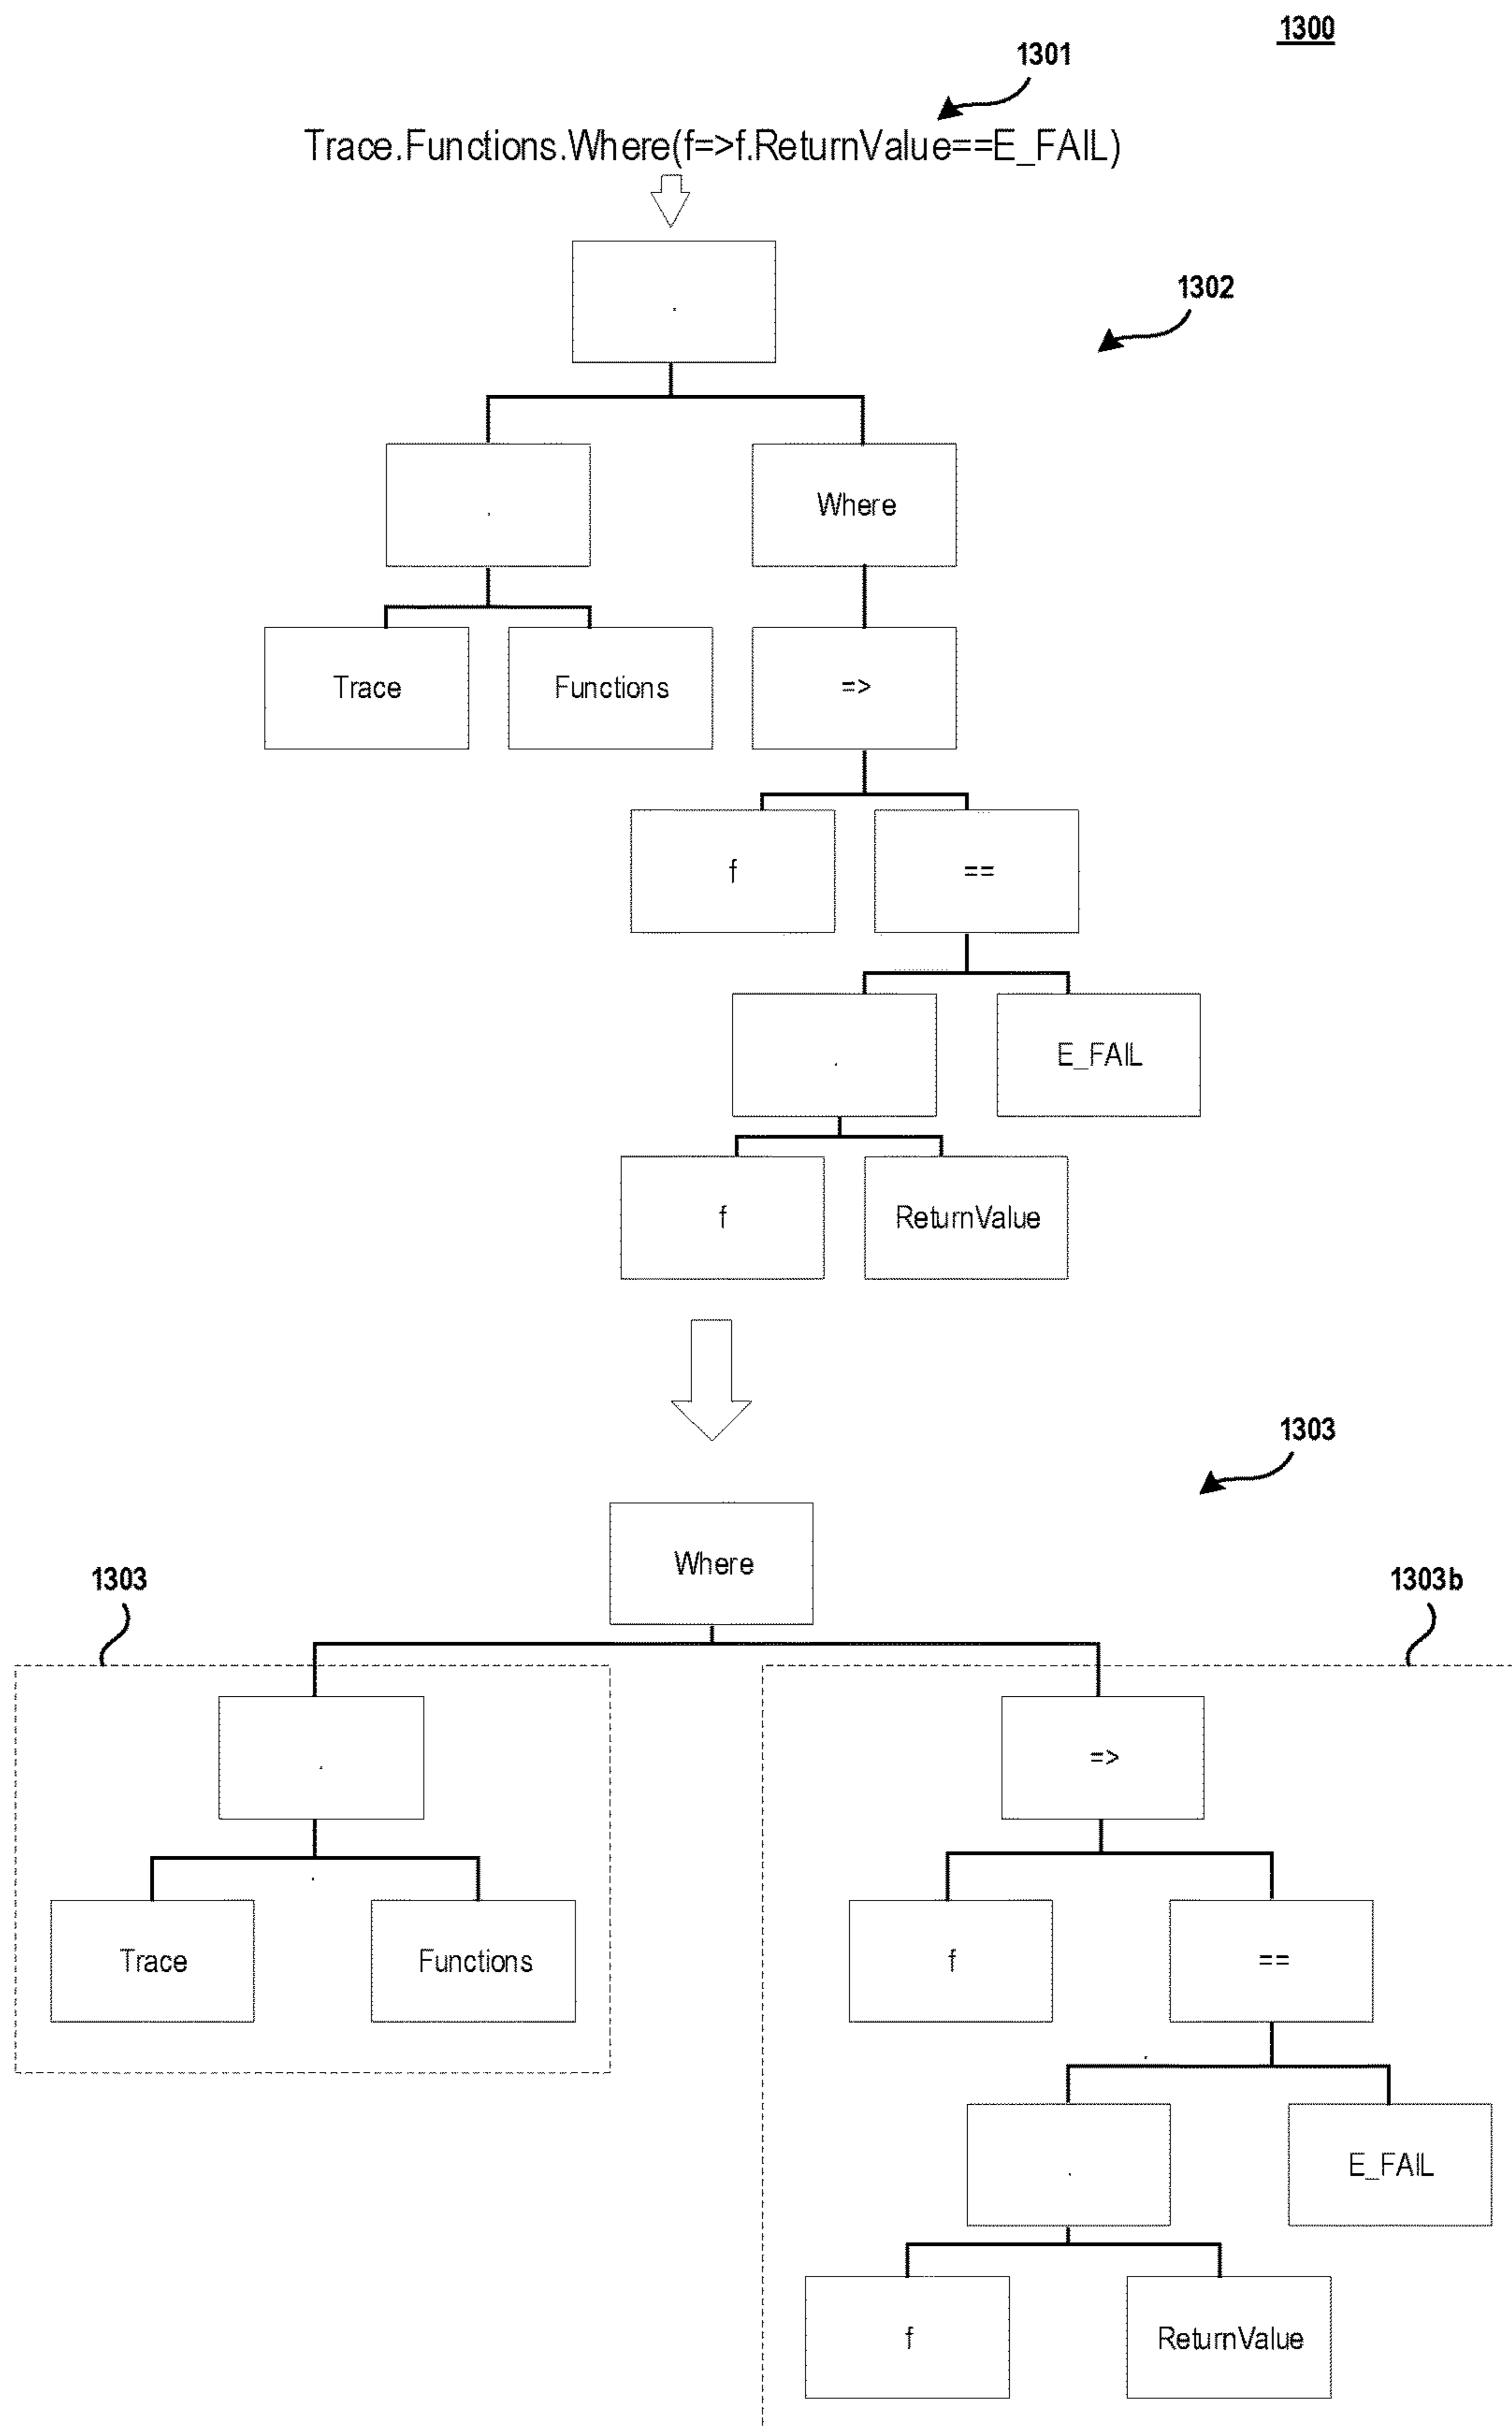 1300
1301
Trace.Functions.Where(f=>f.ReturnValue==E_FAIL)
1302
.
. Where
Trace Functions =>
f ==
. E_FAIL
f ReturnValue
1303
Where
1303 1303b
. =>
Trace Functions f ==
. E_FAIL
f ReturnValue